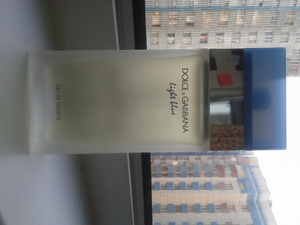 DOLCE & GABBANA
light blue
EAU DE TOILETTE